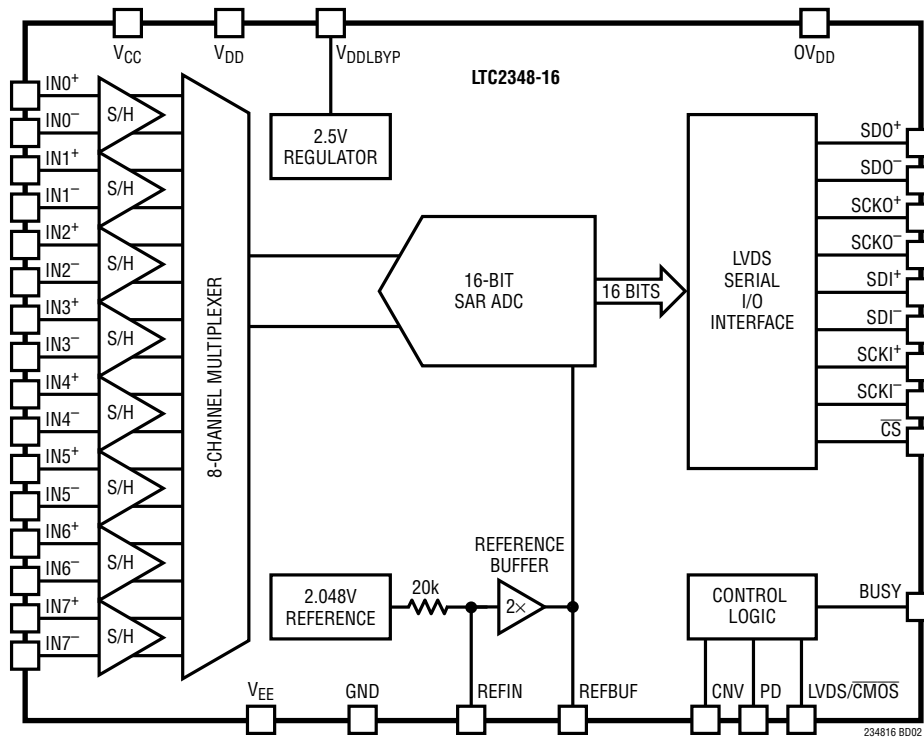 VCC
VDD
VDDLBYP
OVDD
LTC2348-16
IN0+
IN0–
IN1+
IN1–
IN2+
IN2–
IN3+
IN3–
IN4+
IN4–
IN5+
IN5–
IN6+
IN6–
IN7+
IN7–
S/H
S/H
S/H
S/H
S/H
S/H
S/H
S/H
8-CHANNEL MULTIPLEXER
2.5V
REGULATOR
16-BIT
SAR ADC
16 BITS
LVDS
SERIAL
I/O
INTERFACE
SDO+
SDO–
SCKO+
SCKO–
SDI+
SDI–
SCKI+
SCKI–
CS
2.048V
REFERENCE
20k
REFERENCE
BUFFER
2×
CONTROL
LOGIC
BUSY
VEE
GND
REFIN
REFBUF
CNV
PD
LVDS/CMOS
234816 BD02